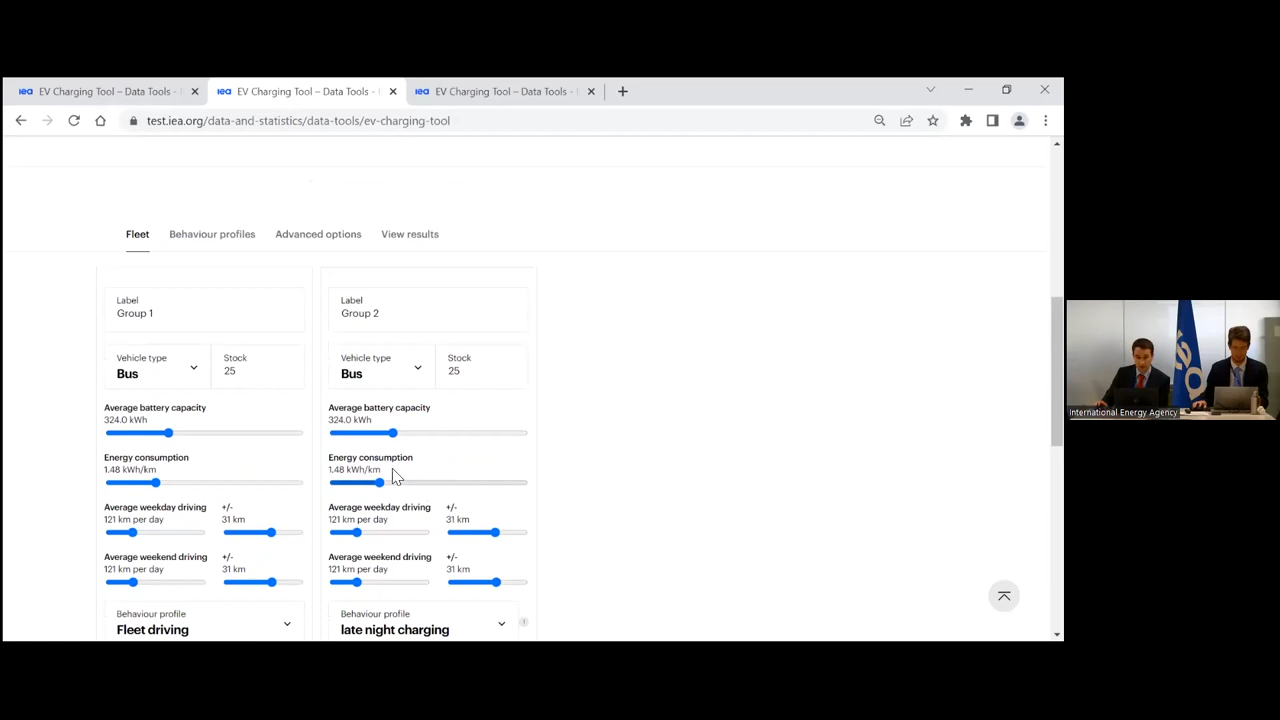 iea EV Charging Tool – Data Tools -
iea EV Charging Tool – Data Tools -
iea EV Charging Tool – Data Tools -
test.iea.org/data-and-statistics/data-tools/ev-charging-tool
Fleet Behaviour profiles Advanced options View results
Label
Group 1
Vehicle type
Bus
Stock
25
Average battery capacity
324.0 kWh
Energy consumption
1.48 kWh/km
Average weekday driving
121 km per day
+/-
31 km
Average weekend driving
121 km per day
+/-
31 km
Behaviour profile
Fleet driving
Label
Group 2
Vehicle type
Bus
Stock
25
Average battery capacity
324.0 kWh
Energy consumption
1.48 kWh/km
Average weekday driving
121 km per day
+/-
31 km
Average weekend driving
121 km per day
+/-
31 km
Behaviour profile
late night charging
iea
International Energy Agency